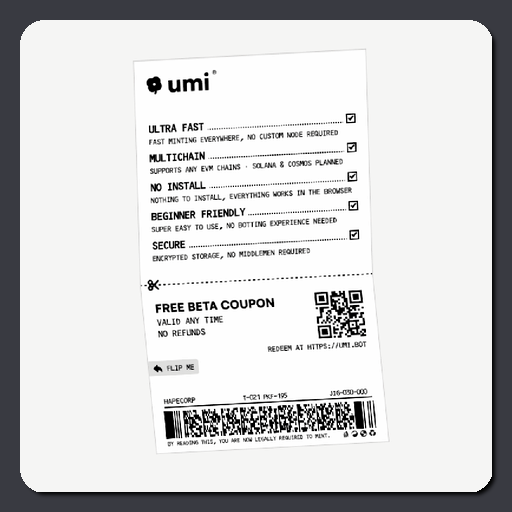 umi®
ULTRA FAST
FAST MINTING EVERYWHERE, NO CUSTOM NODE REQUIRED
MULTICHAIN
SUPPORTS ANY EVM CHAINS · SOLANA & COSMOS PLANNED
NO INSTALL
NOTHING TO INSTALL, EVERYTHING WORKS IN THE BROWSER
BEGINNER FRIENDLY
SUPER EASY TO USE, NO BOTTING EXPERIENCE NEEDED
SECURE
ENCRYPTED STORAGE, NO MIDDLEMEN REQUIRED
FREE BETA COUPON
VALID ANY TIME
NO REFUNDS
REDEEM AT HTTPS://UMI.BOT
FLIP ME
HAPECORP T-021 PKF-195 JIG-030-000
BY READING THIS, YOU ARE NOW LEGALLY REQUIRED TO MINT.